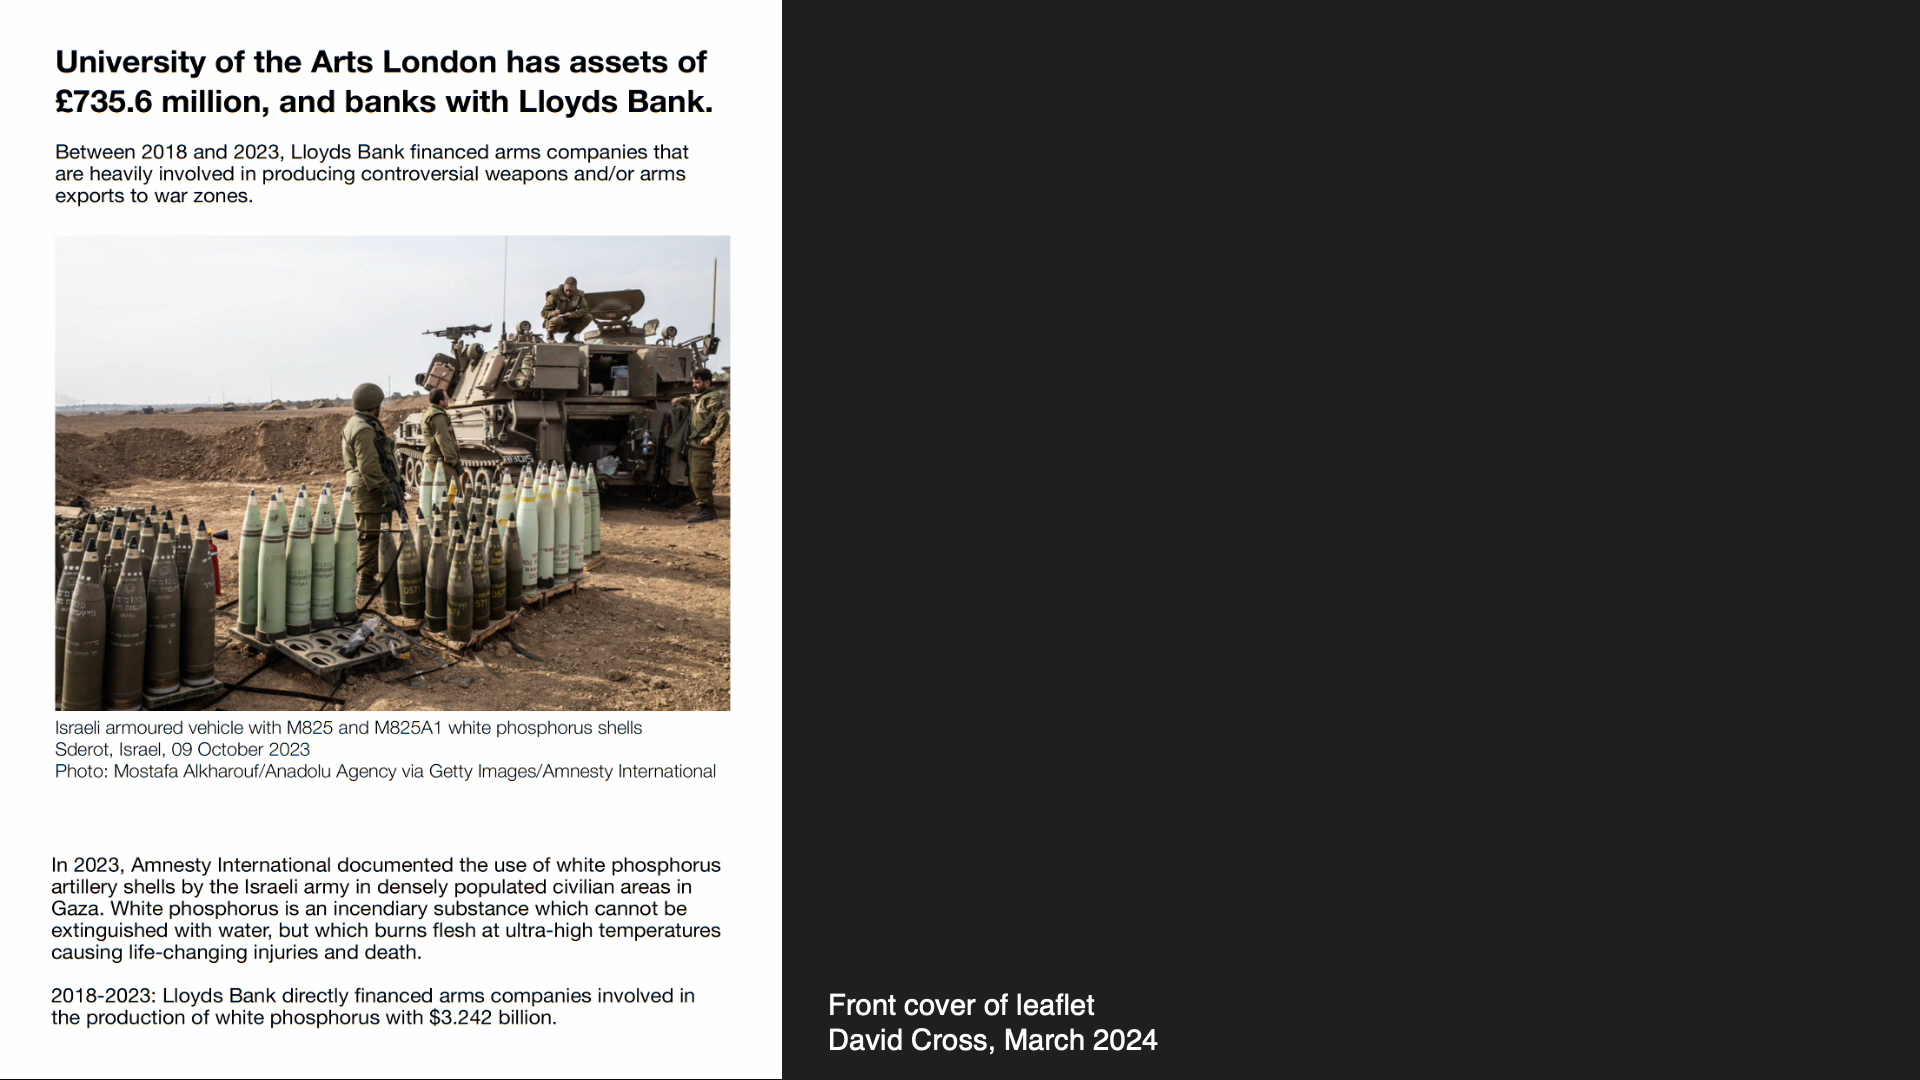 University of the Arts London has assets of
£735.6 million, and banks with Lloyds Bank.
Between 2018 and 2023, Lloyds Bank financed arms companies that
are heavily involved in producing controversial weapons and/or arms
exports to war zones.
Israeli armoured vehicle with M825 and M825A1 white phosphorus shells
Sderot, Israel, 09 October 2023
Photo: Mostafa Alkharouf/Anadolu Agency via Getty Images/Amnesty International
In 2023, Amnesty International documented the use of white phosphorus
artillery shells by the Israeli army in densely populated civilian areas in
Gaza. White phosphorus is an incendiary substance which cannot be
extinguished with water, but which burns flesh at ultra-high temperatures
causing life-changing injuries and death.
2018-2023: Lloyds Bank directly financed arms companies involved in
the production of white phosphorus with $3.242 billion.
Front cover of leaflet
David Cross, March 2024